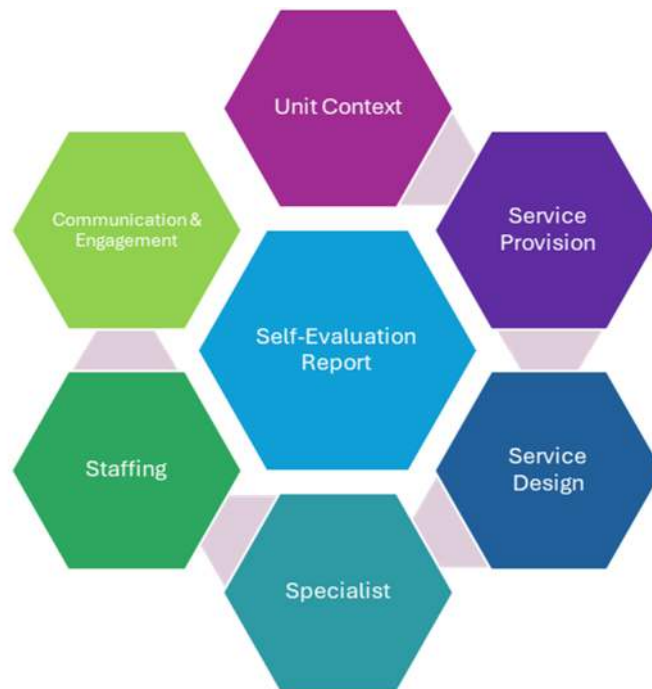 Unit Context
Service
Provision
Communication &
Engagement
Self-Evaluation
Report
Service
Design
Staffing
Specialist